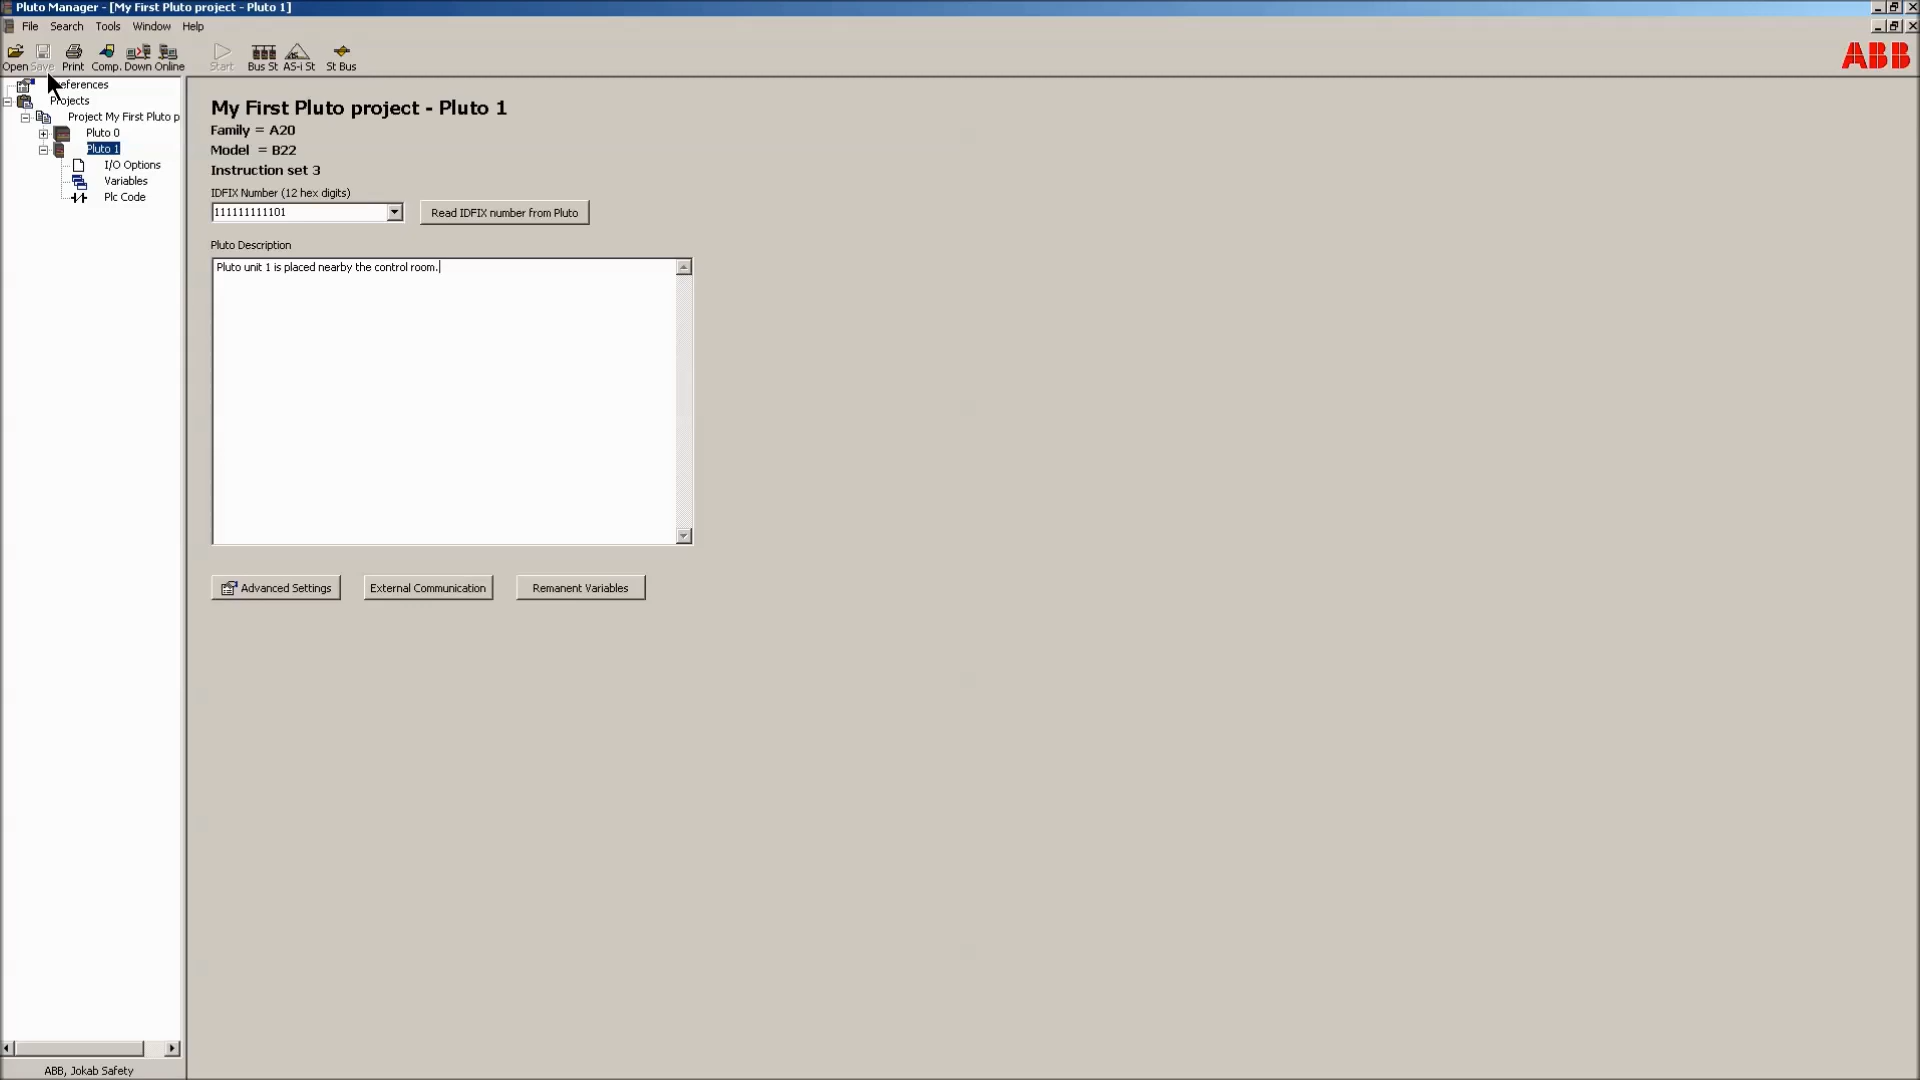 Pluto Manager - [My First Pluto project - Pluto 1]
File Search Tools Window Help
Open Save Print Comp. Down Online Start Bus St AS-i St St Bus
ABB
Projects
Project My First Pluto p
Pluto 0
Pluto 1
I/O Options
Variables
Plc Code
My First Pluto project - Pluto 1
Family = A20
Model = B22
Instruction set 3
IDFIX Number (12 hex digits)
111111111101
Read IDFIX number from Pluto
Pluto Description
Pluto unit 1 is placed nearby the control room.
Advanced Settings External Communication Remanent Variables
ABB, Jokab Safety